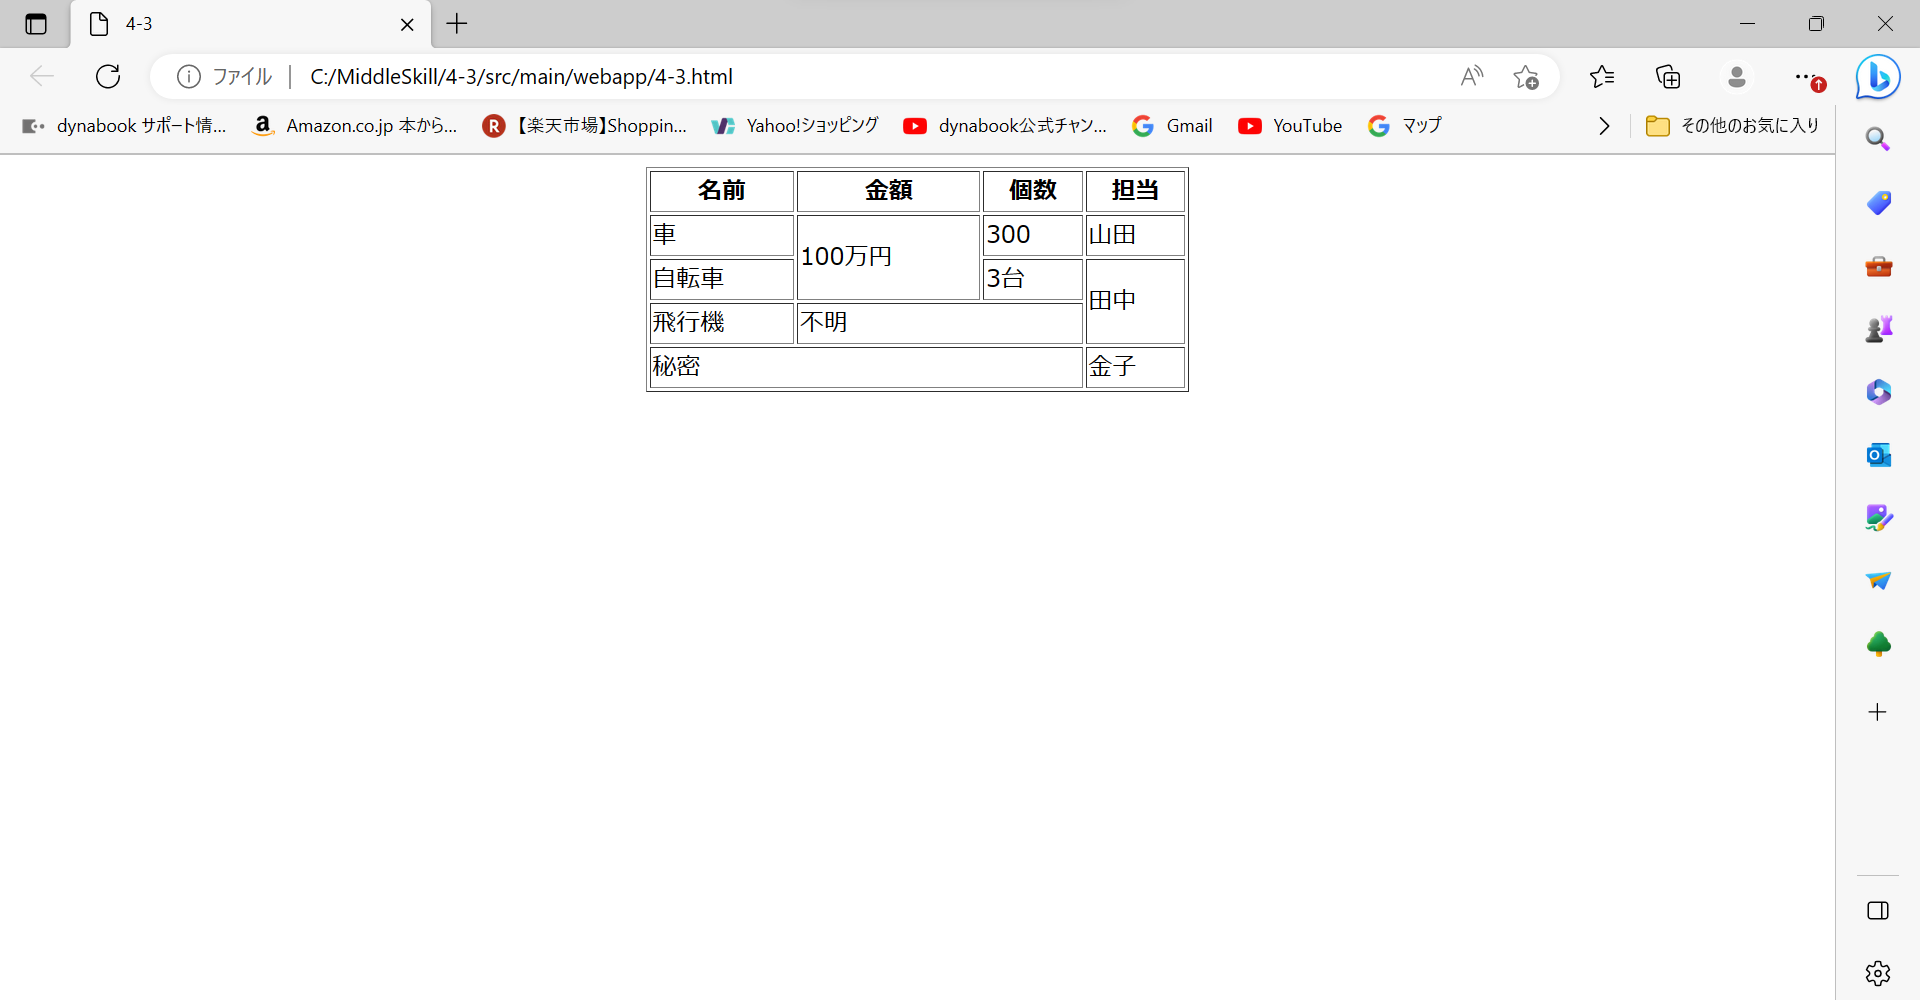 4-3
ファイル C:/MiddleSkill/4-3/src/main/webapp/4-3.html
dynabook サポート情... Amazon.co.jp 本から... 【楽天市場】Shoppin... Yahoo!ショッピング dynabook公式チャン... Gmail YouTube マップ その他のお気に入り
名前 金額 個数 担当
車 100万円 300 山田
自転車 3台 田中
飛行機 不明
秘密 金子